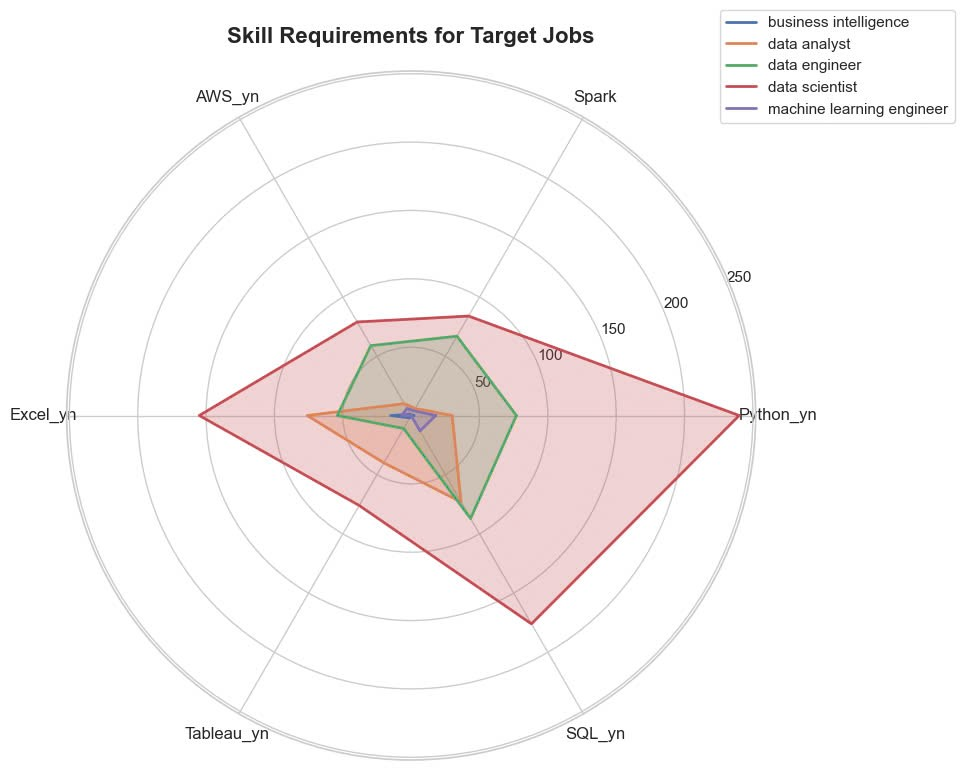 Skill Requirements for Target Jobs
business intelligence
data analyst
data engineer
data scientist
machine learning engineer
AWS_yn
Spark
250
200
150
100
50
Excel_yn
Python_yn
Tableau_yn
SQL_yn